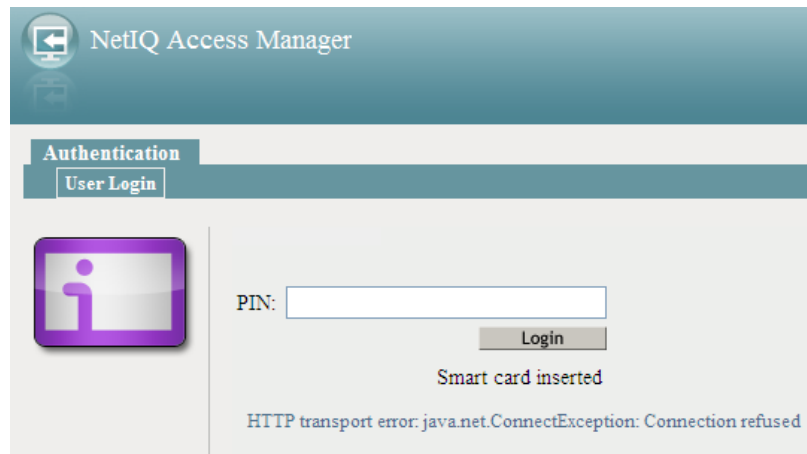 NetIQ Access Manager
Authentication
User Login
PIN:
Login
Smart card inserted
HTTP transport error: java.net.ConnectException: Connection refused